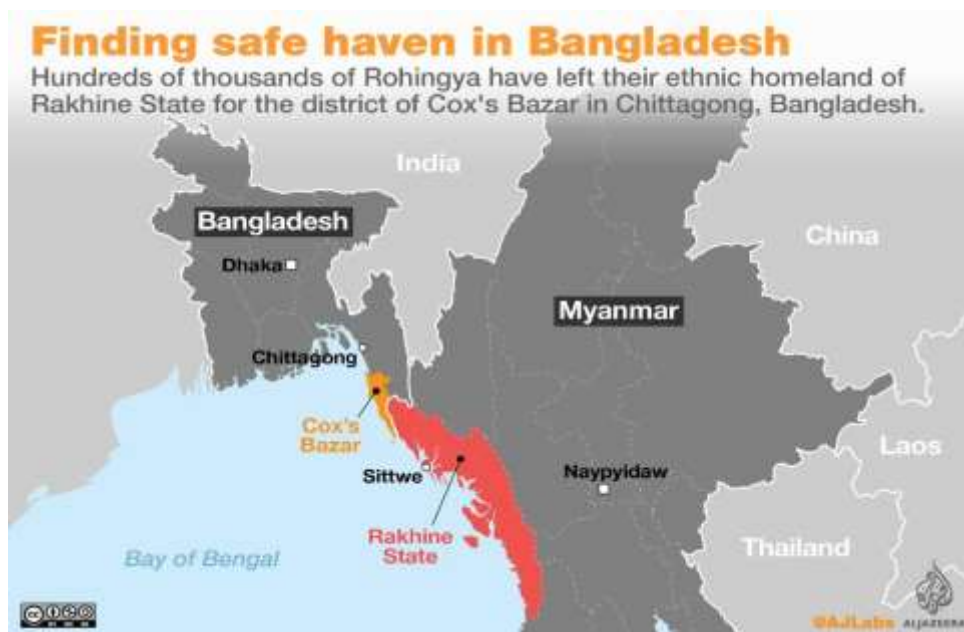 Finding safe haven in Bangladesh
Hundreds of thousands of Rohingya have left their ethnic homeland of
Rakhine State for the district of Cox's Bazar in Chittagong, Bangladesh.
India
Bangladesh
China
Dhaka
Myanmar
Chittagong
Cox's
Bazar
Laos
Sittwe
Naypyidaw
Rakhine
State
Thailand
Bay of Bengal
@AJLabs ALJAZEERA